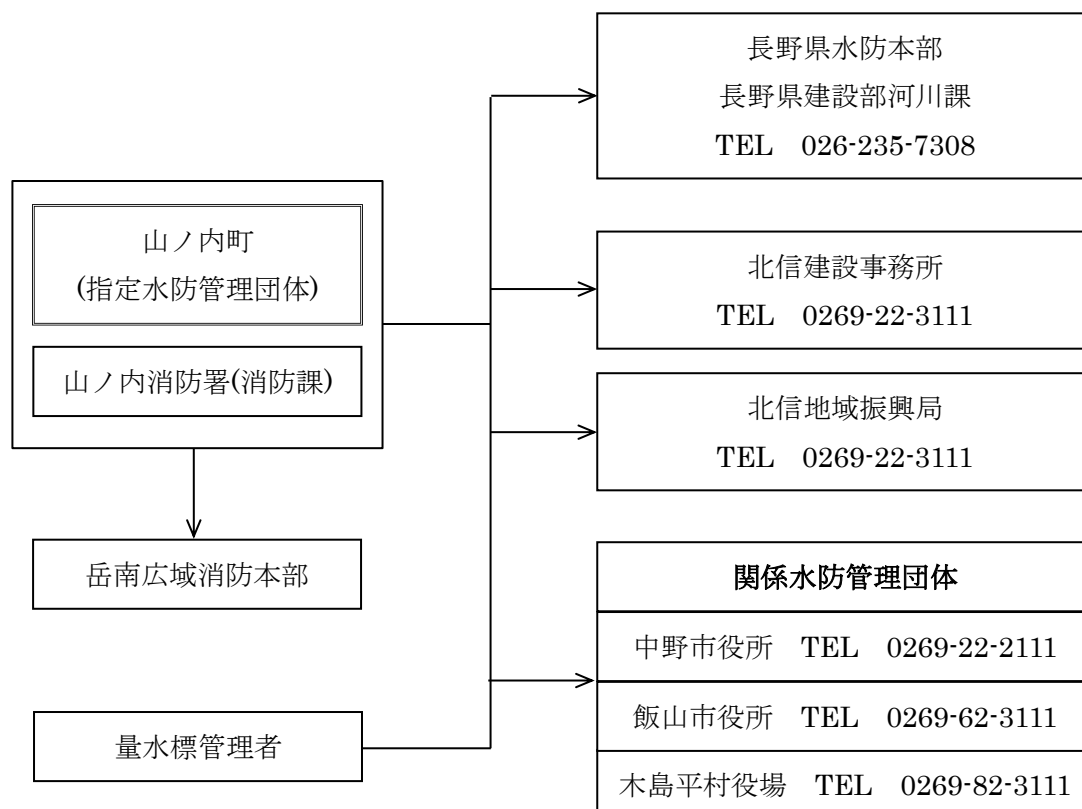 長野県水防本部
長野県建設部河川課
TEL　026-235-7308
山ノ内町
(指定水防管理団体)
山ノ内消防署(消防課)
北信建設事務所
TEL　0269-22-3111
北信地域振興局
TEL　0269-22-3111
岳南広域消防本部
関係水防管理団体
中野市役所　TEL　0269-22-2111
飯山市役所　TEL　0269-62-3111
木島平村役場　TEL　0269-82-3111
量水標管理者